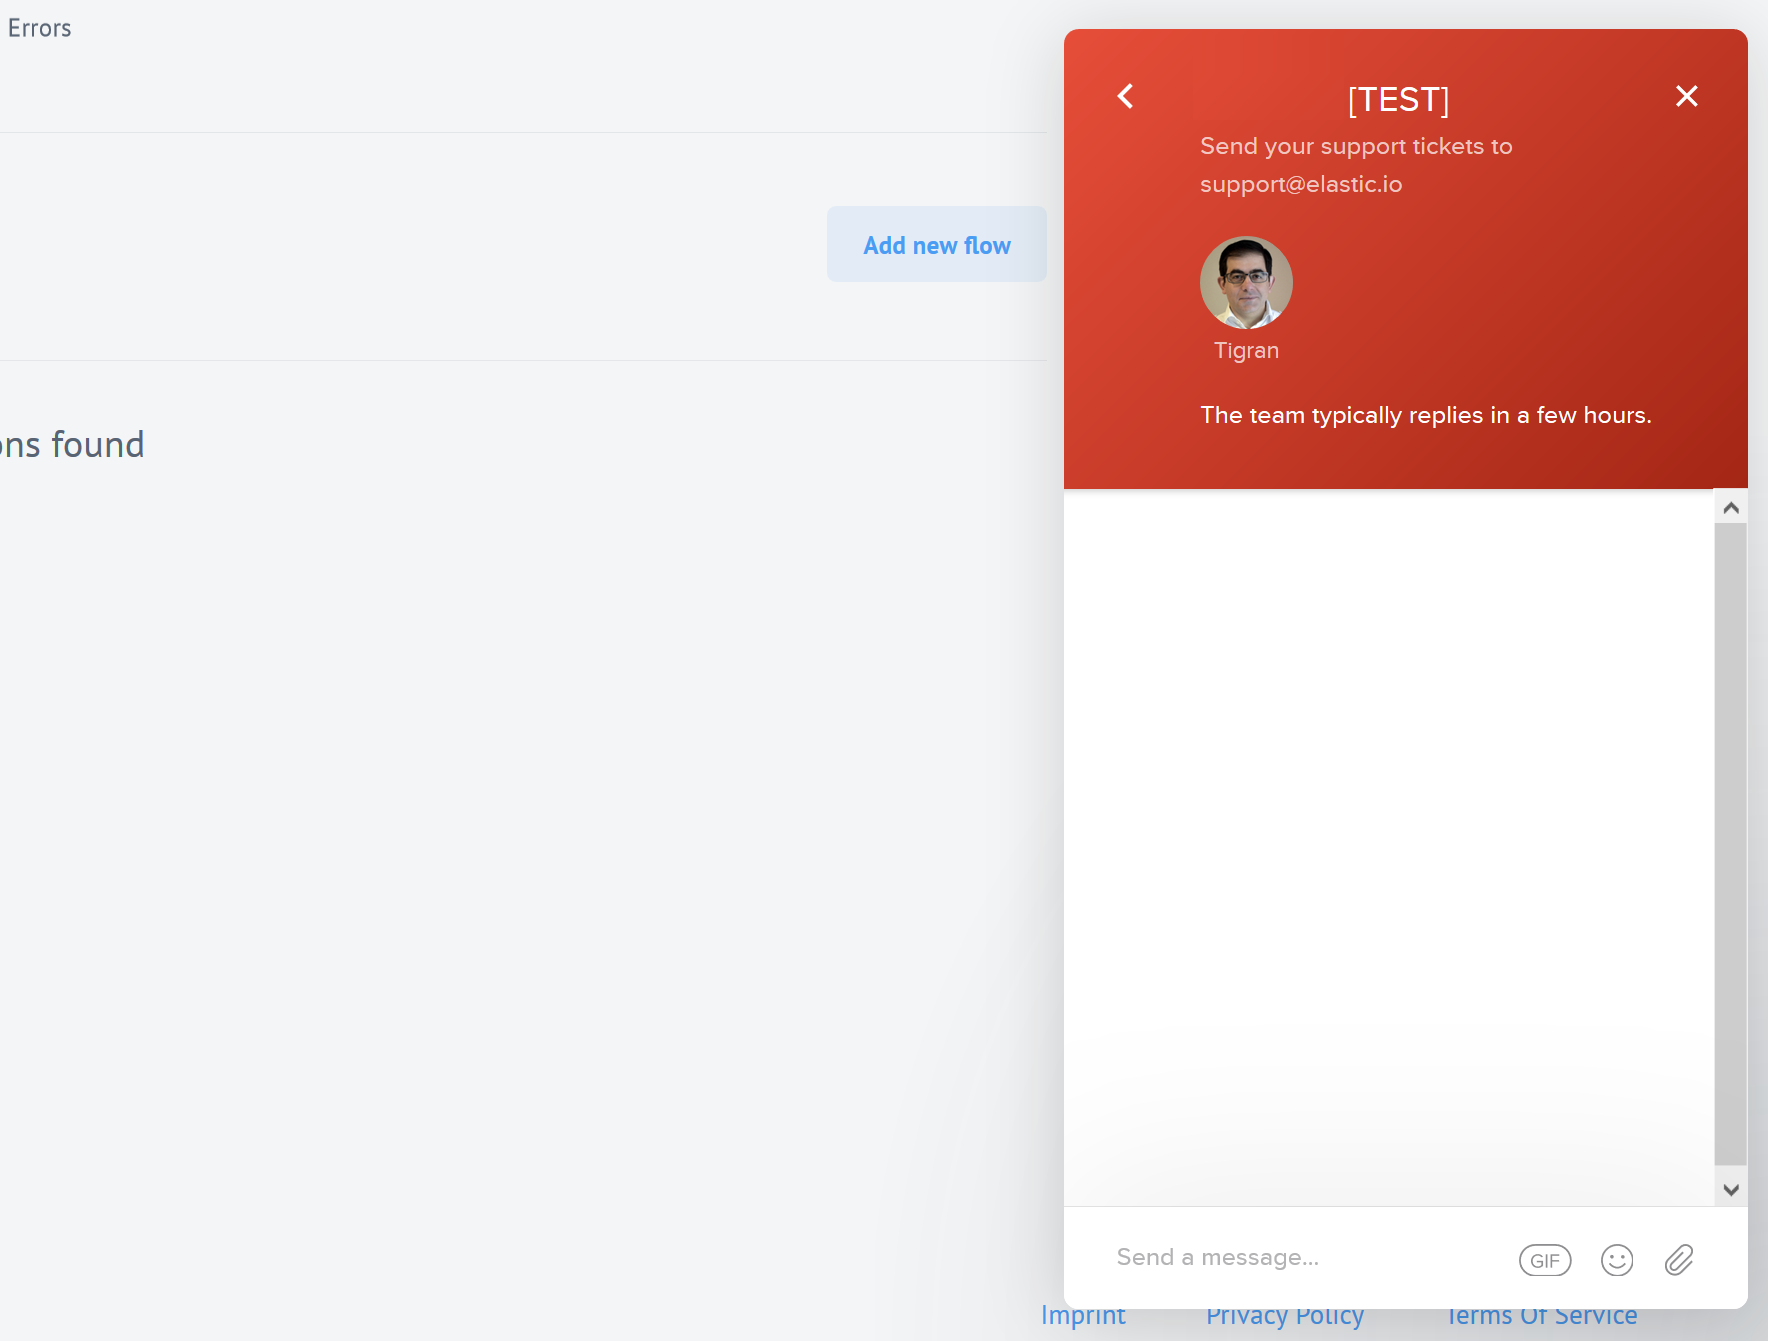 Errors
Add new flow
ons found
[TEST]
Send your support tickets to
support@elastic.io
Tigran
The team typically replies in a few hours.
Send a message...
GIF
Imprint
Privacy Policy
Terms Of Service